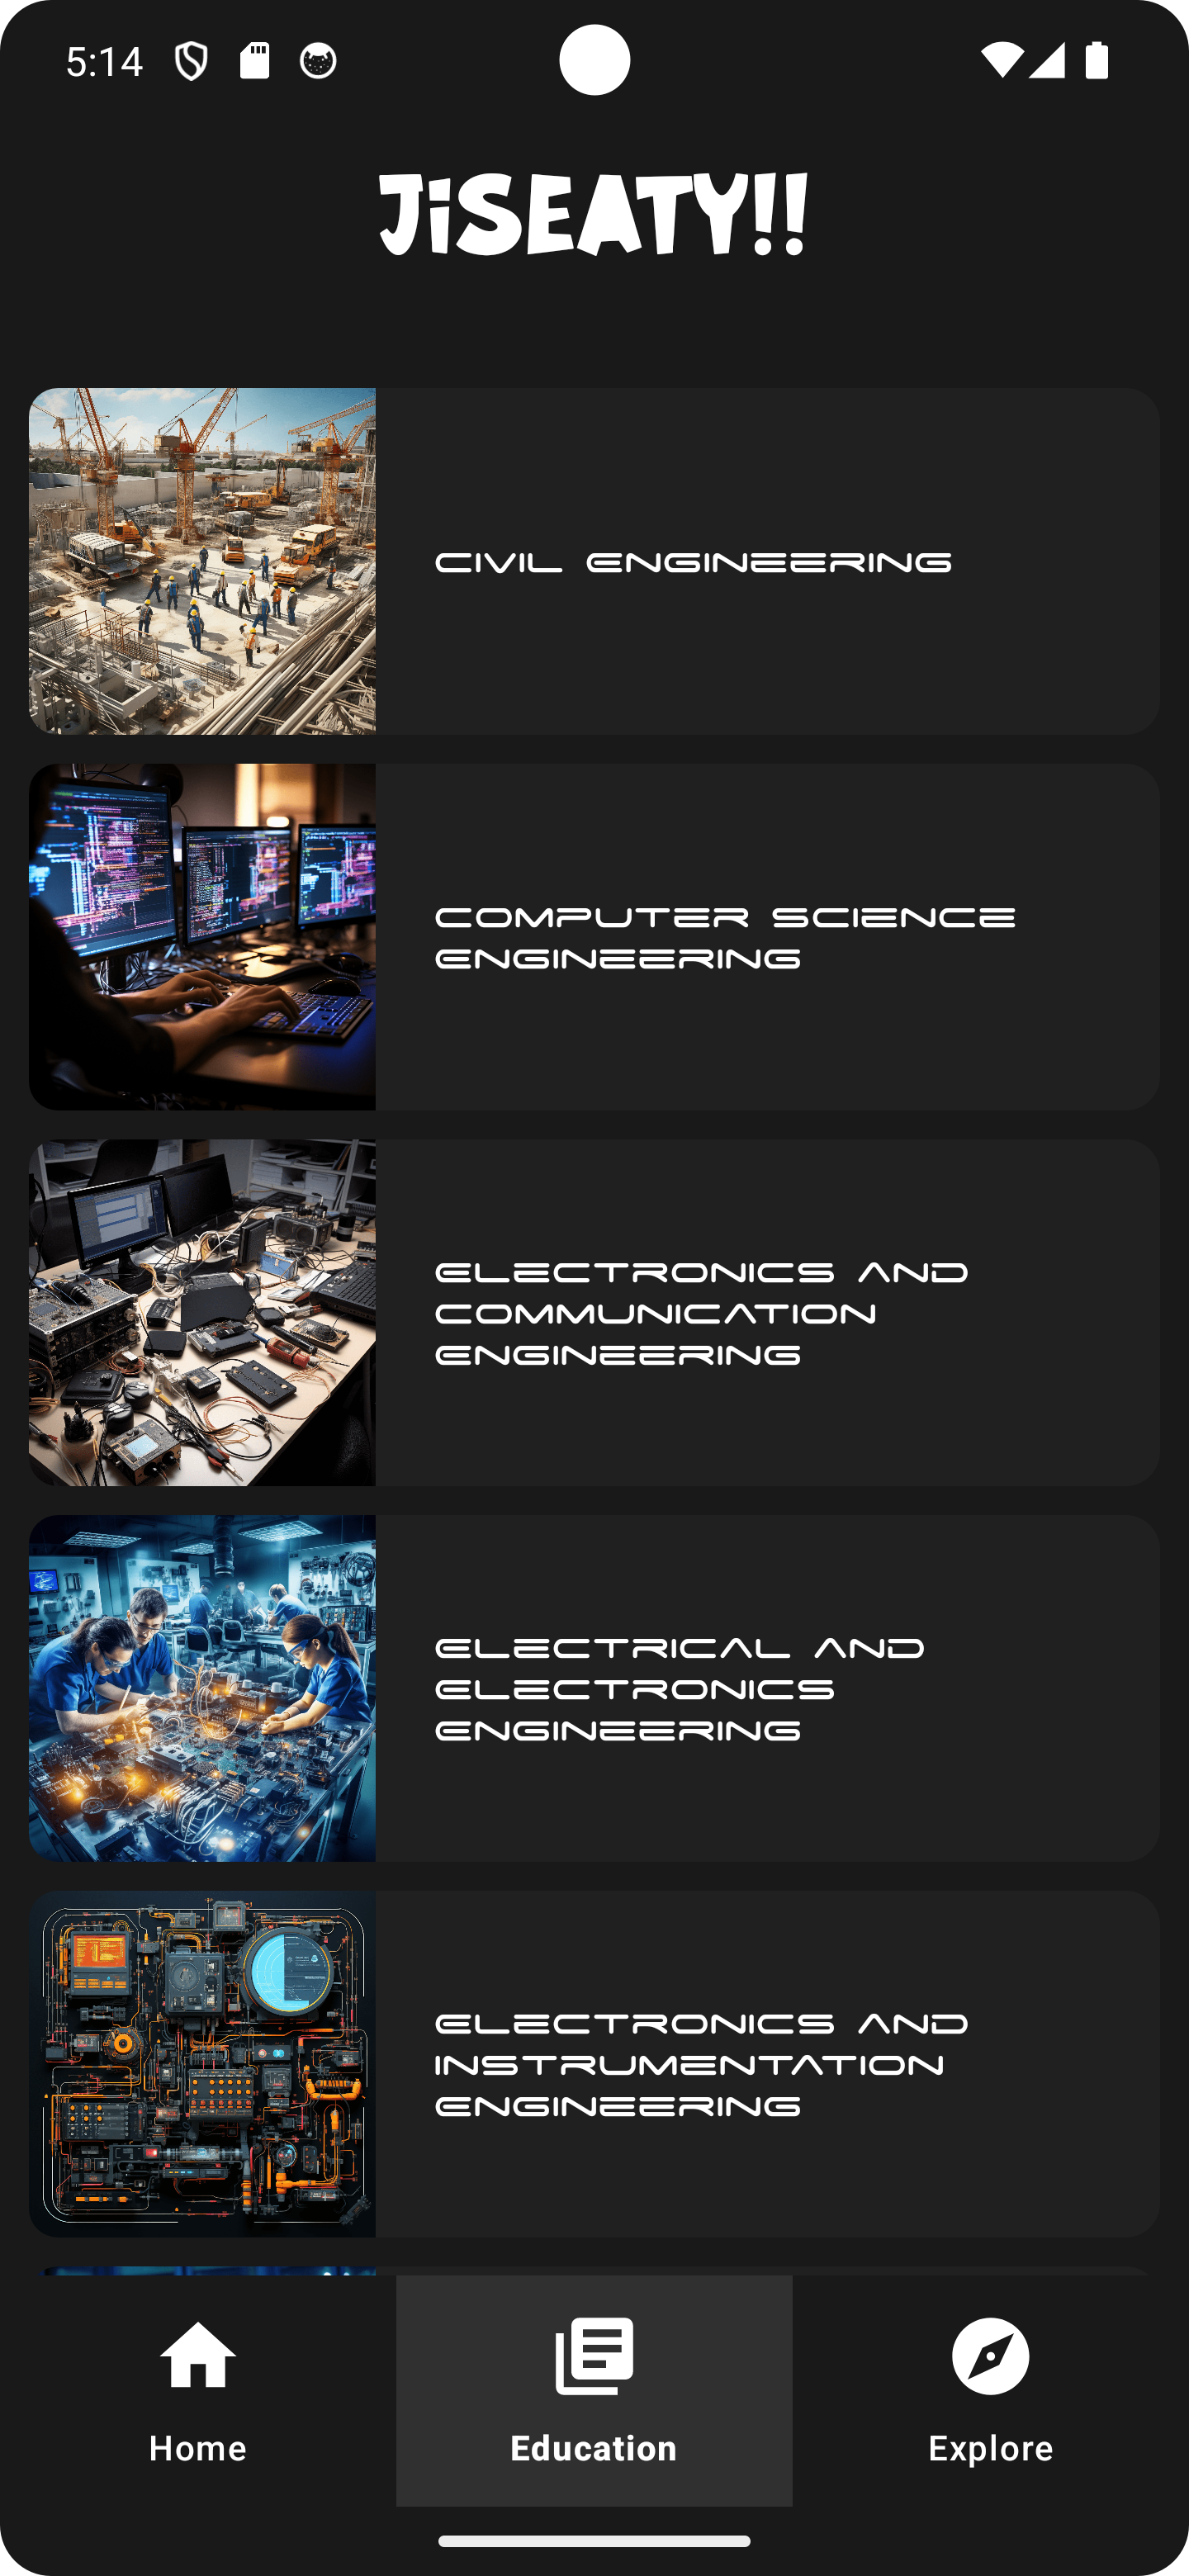 5:14
JiSEATY!!
CIVIL ENGINEERING
COMPUTER SCIENCE
ENGINEERING
ELECTRONICS AND
COMMUNICATION
ENGINEERING
ELECTRICAL AND
ELECTRONICS
ENGINEERING
ELECTRONICS AND
INSTRUMENTATION
ENGINEERING
Home
Education
Explore